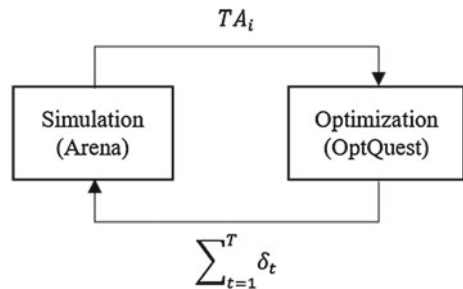 TA_i
Simulation
(Arena)
Optimization
(OptQuest)
∑_{t=1}^{T} δ_t